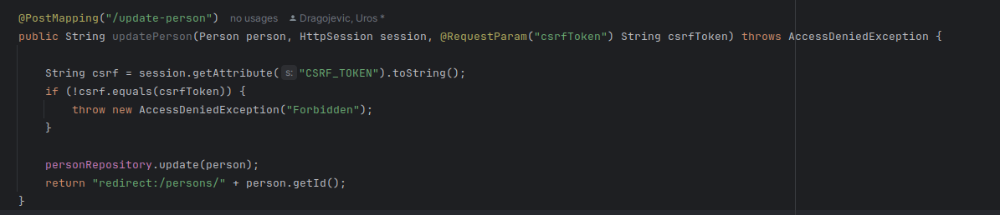 @PostMapping("/update-person") no usages Dragojevic, Uros *
public String updatePerson(Person person, HttpSession session, @RequestParam("csrfToken") String csrfToken) throws AccessDeniedException {
String csrf = session.getAttribute( s: "CSRF_TOKEN").toString();
if (!csrf.equals(csrfToken)) {
throw new AccessDeniedException("Forbidden");
}
personRepository.update(person);
return "redirect:/persons/" + person.getId();
}